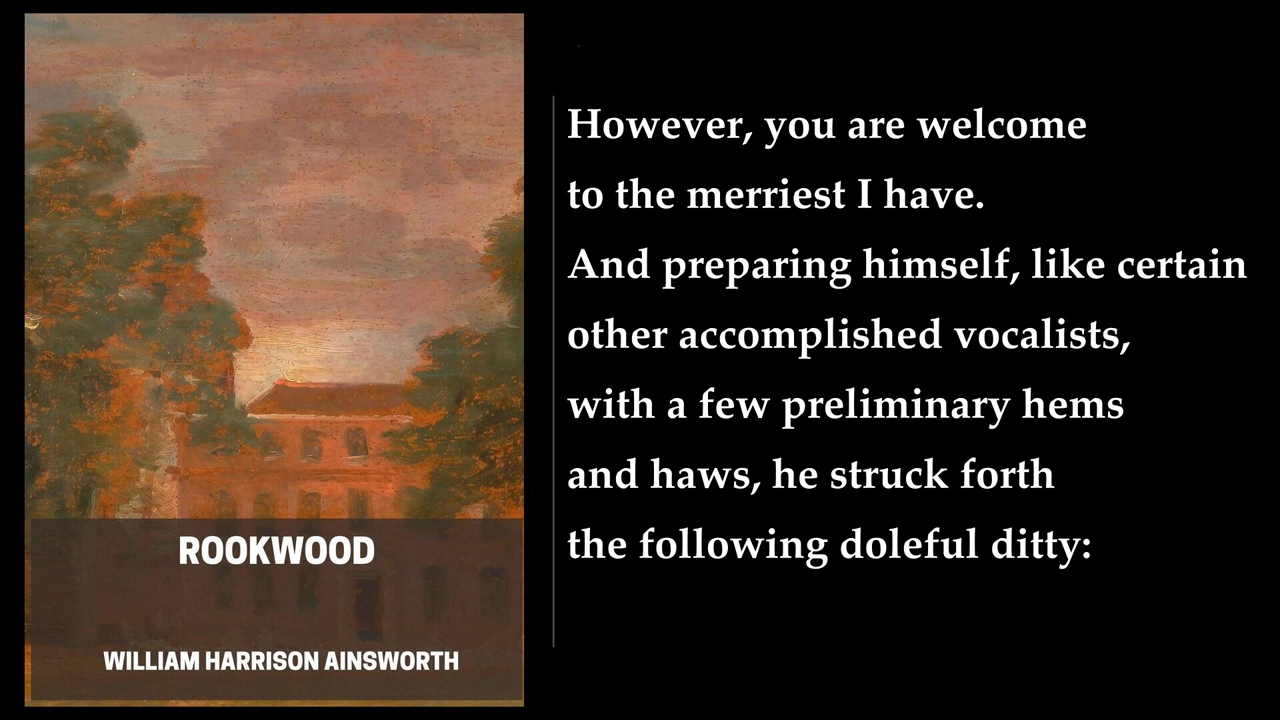 ROOKWOOD
WILLIAM HARRISON AINSWORTH
However, you are welcome
to the merriest I have.
And preparing himself, like certain
other accomplished vocalists,
with a few preliminary hems
and haws, he struck forth
the following doleful ditty: